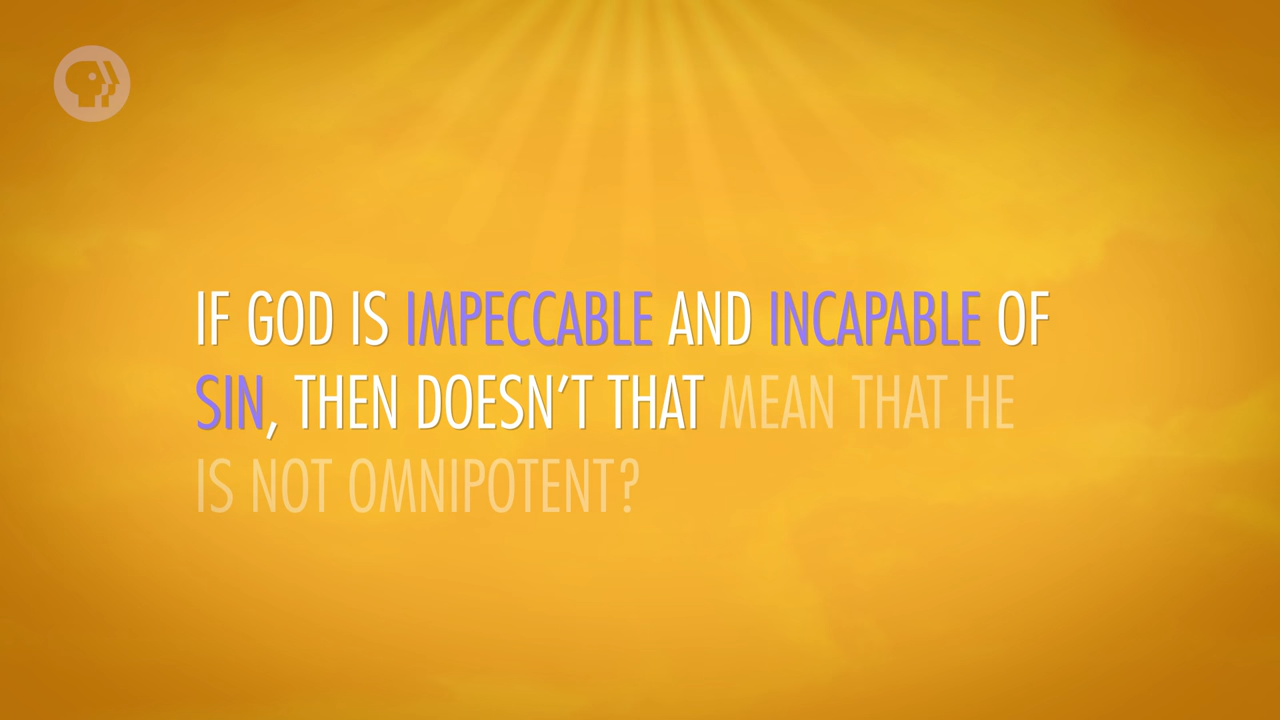 IF GOD IS IMPECCABLE AND INCAPABLE OF
SIN, THEN DOESN'T THAT MEAN THAT HE
IS NOT OMNIPOTENT?